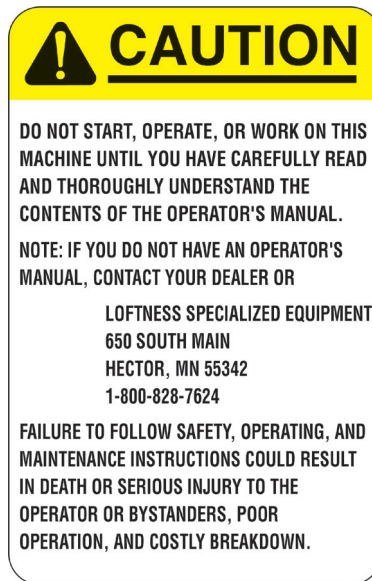 CAUTION
DO NOT START, OPERATE, OR WORK ON THIS
MACHINE UNTIL YOU HAVE CAREFULLY READ
AND THOROUGHLY UNDERSTAND THE
CONTENTS OF THE OPERATOR'S MANUAL.
NOTE: IF YOU DO NOT HAVE AN OPERATOR'S
MANUAL, CONTACT YOUR DEALER OR
LOFTNESS SPECIALIZED EQUIPMENT
650 SOUTH MAIN
HECTOR, MN 55342
1-800-828-7624
FAILURE TO FOLLOW SAFETY, OPERATING, AND
MAINTENANCE INSTRUCTIONS COULD RESULT
IN DEATH OR SERIOUS INJURY TO THE
OPERATOR OR BYSTANDERS, POOR
OPERATION, AND COSTLY BREAKDOWN.